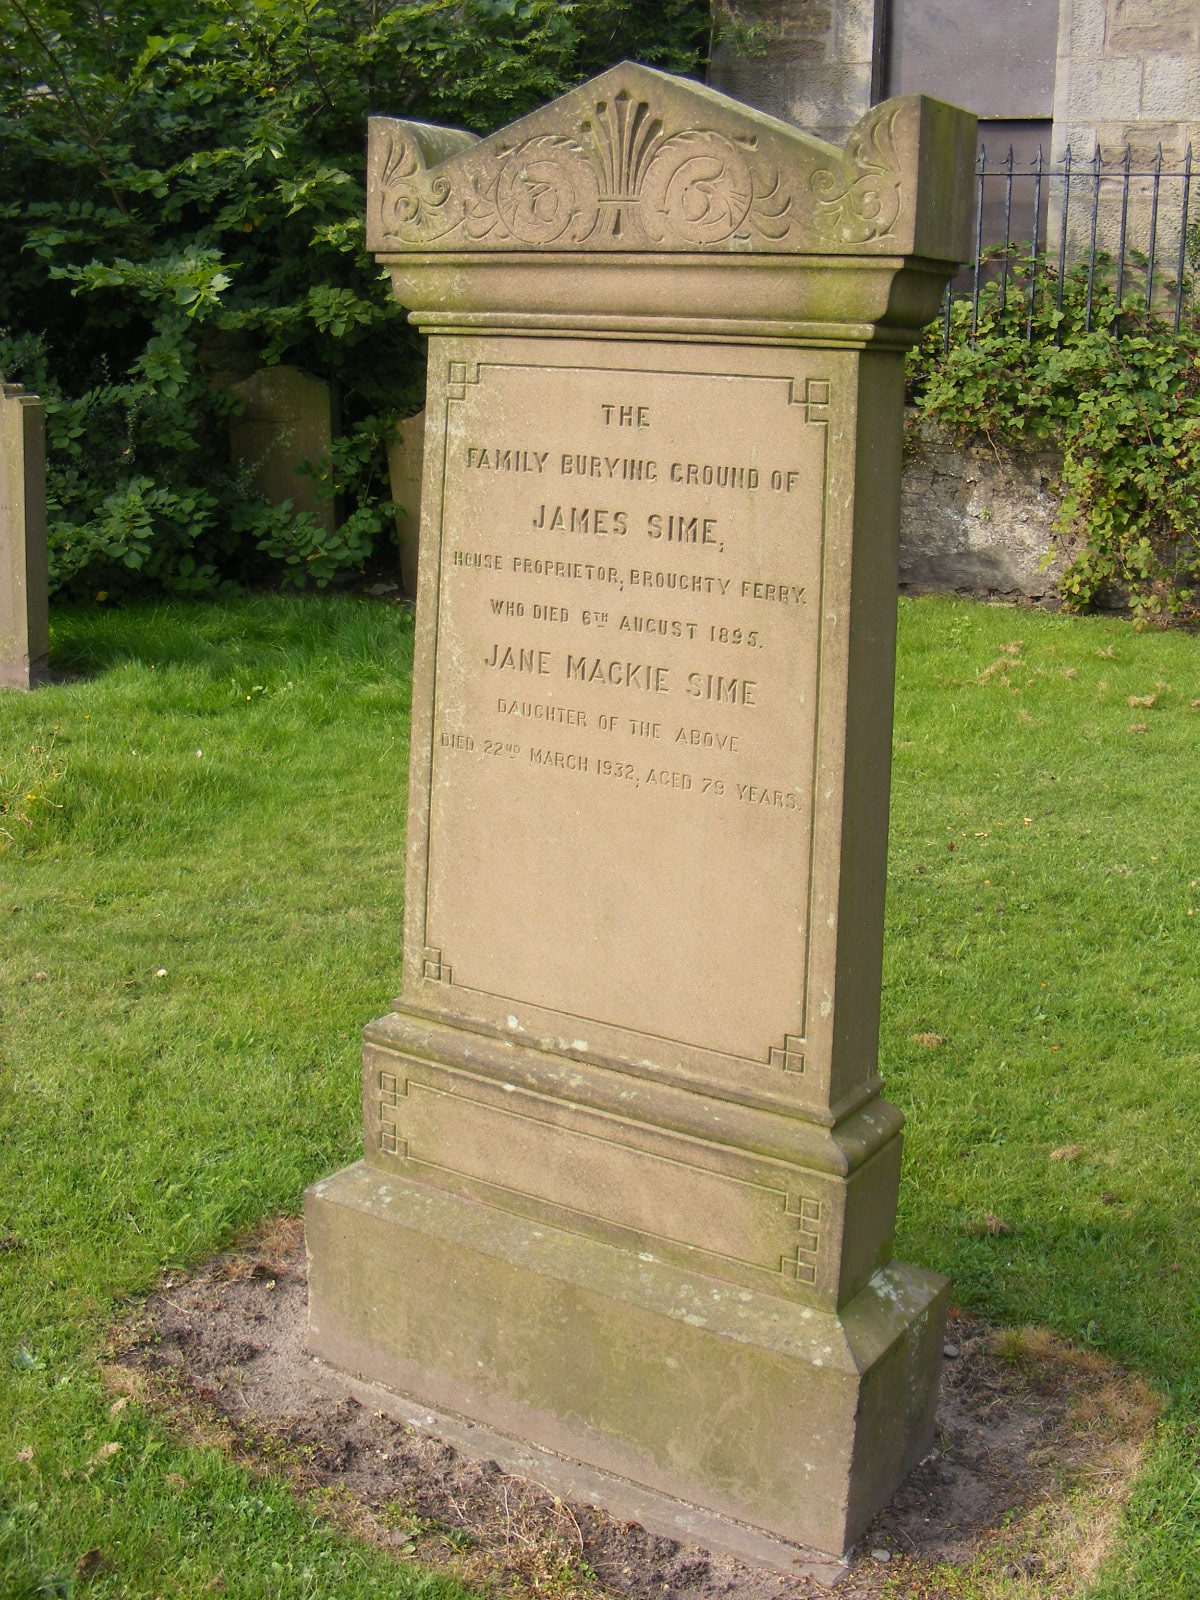 THE
FAMILY BURYING GROUND OF
JAMES SIME,
HOUSE PROPRIETOR, BROUGHTY FERRY.
WHO DIED 6TH AUGUST 1895.
JANE MACKIE SIME
DAUGHTER OF THE ABOVE
DIED 22ND MARCH 1932, AGED 79 YEARS.